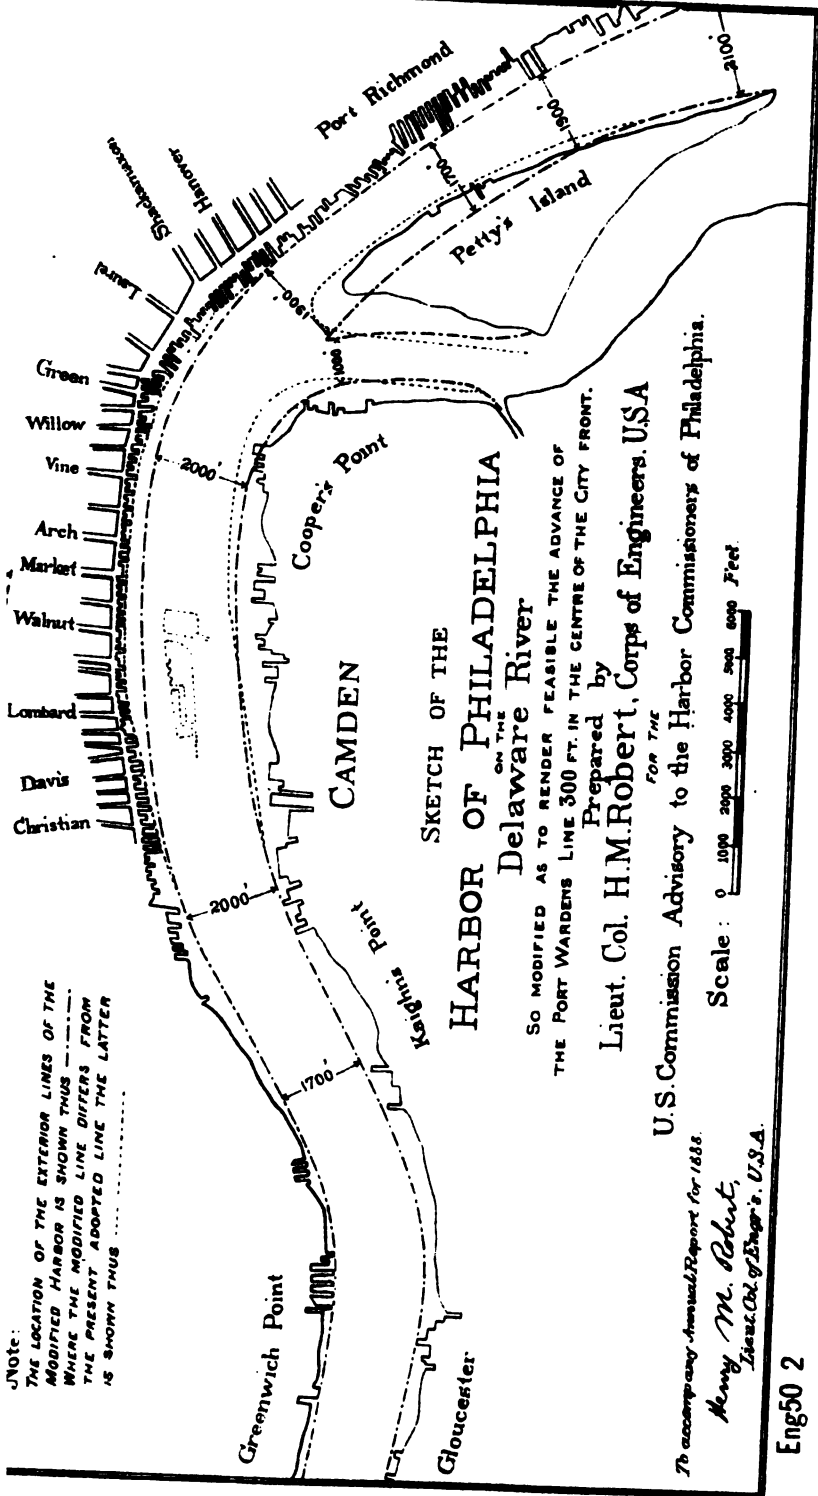 Note:
THE LOCATION OF THE EXTERIOR LINES OF THE
MODIFIED HARBOR IS SHOWN THUS
WHERE THE MODIFIED LINE DIFFERS FROM
THE PRESENT ADOPTED LINE THE LATTER
IS SHOWN THUS
Shackamaxon
Hanover
Laurel
Green
Willow
Vine
Arch
Market
Walnut
Lombard
Davis
Christian
Port Richmond
Petty's Island
Cooper's Point
CAMDEN
Kaighns Point
Greenwich Point
Gloucester
2100'
1900'
1700'
1900'
1000'
2000'
2000'
1700'
SKETCH OF THE
HARBOR OF PHILADELPHIA
ON THE
Delaware River
SO MODIFIED AS TO RENDER FEASIBLE THE ADVANCE OF
THE PORT WARDENS LINE 300 FT. IN THE CENTRE OF THE CITY FRONT.
Prepared by
Lieut. Col. H.M. Robert, Corps of Engineers. U.S.A
FOR THE
U.S. Commission Advisory to the Harbor Commissioners of Philadelphia.
Scale: 0 1000 2000 3000 4000 5000 6000 Feet
To accompany Annual Report for 1888.
Henry M. Robert,
Lieut. Col. of Engr's. U.S.A.
Eng50 2